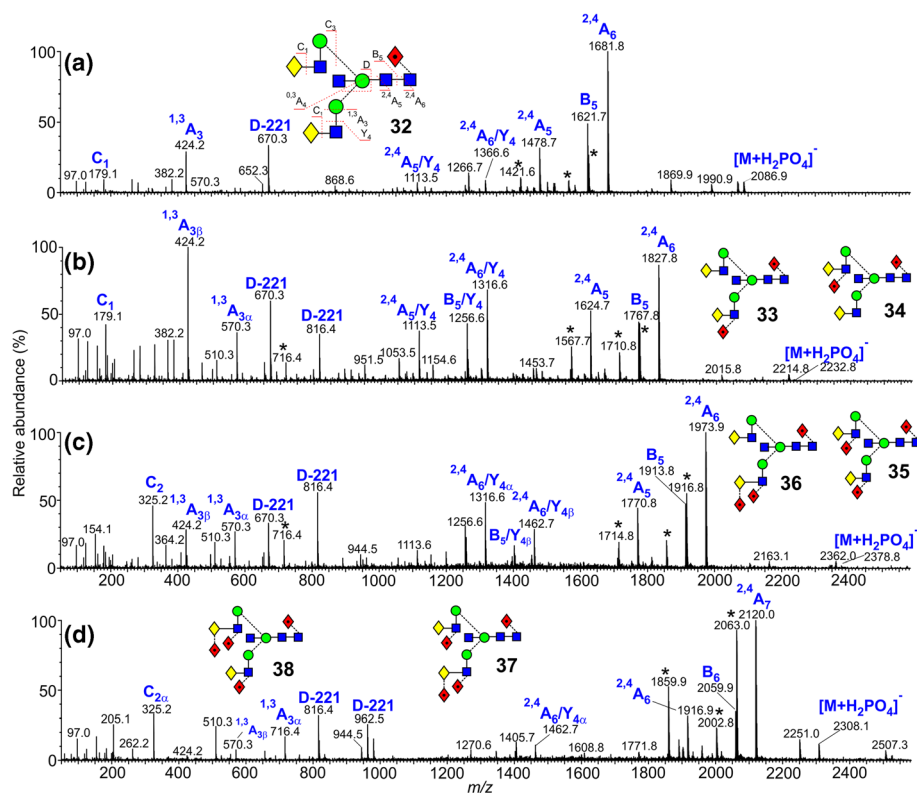 (a)
C₁
97.0
179.1
¹,³A₃
424.2
382.2
570.3
D-221
670.3
652.3
868.6
²,⁴A₅/Y₄
1113.5
1266.7
²,⁴A₆/Y₄
1366.6
1421.6
*
²,⁴A₅
1478.7
*
B₅
1621.7
*
²,⁴A₆
1681.8
1869.9
1990.9
[M+H₂PO₄]⁻
2086.9
C₁
C₃
D
B₅
⁰,³A₄
²,⁴A₅
²,⁴A₆
¹,³A₃
Y₄
32
100
50
0
(b)
C₁
97.0
179.1
¹,³A₃β
424.2
382.2
510.3
¹,³A₃α
570.3
D-221
670.3
*
716.4
D-221
816.4
951.5
1053.5
²,⁴A₅/Y₄
1113.5
1154.6
B₅/Y₄
1256.6
²,⁴A₆/Y₄
1316.6
1453.7
*
1567.7
²,⁴A₅
1624.7
*
1710.8
B₅
1767.8
*
²,⁴A₆
1827.8
2015.8
[M+H₂PO₄]⁻
2214.8
2232.8
33
34
100
50
0
Relative abundance (%)
(c)
97.0
154.1
C₂
325.2
364.2
¹,³A₃β
424.2
510.3
¹,³A₃α
570.3
D-221
670.3
*
716.4
D-221
816.4
944.5
1113.6
1256.6
²,⁴A₆/Y₄α
1316.6
B₅/Y₄β
²,⁴A₆/Y₄β
1462.7
*
1714.8
²,⁴A₅
1770.8
*
B₅
1913.8
*
1916.8
²,⁴A₆
1973.9
2163.1
[M+H₂PO₄]⁻
2362.0
2378.8
36
35
100
50
0
200
400
600
800
1000
1200
1400
1600
1800
2000
2200
2400
(d)
97.0
205.1
262.2
C₂α
325.2
424.2
510.3
¹,³A₃β
570.3
¹,³A₃α
716.4
D-221
816.4
944.5
D-221
962.5
1270.6
1405.7
²,⁴A₆/Y₄α
1462.7
1608.8
1771.8
*
1859.9
²,⁴A₆
1916.9
*
2002.8
B₆
2059.9
*
2063.0
²,⁴A₇
2120.0
2251.0
[M+H₂PO₄]⁻
2308.1
2507.3
38
37
100
50
0
200
400
600
800
1000
1200
1400
1600
1800
2000
2200
2400
m/z